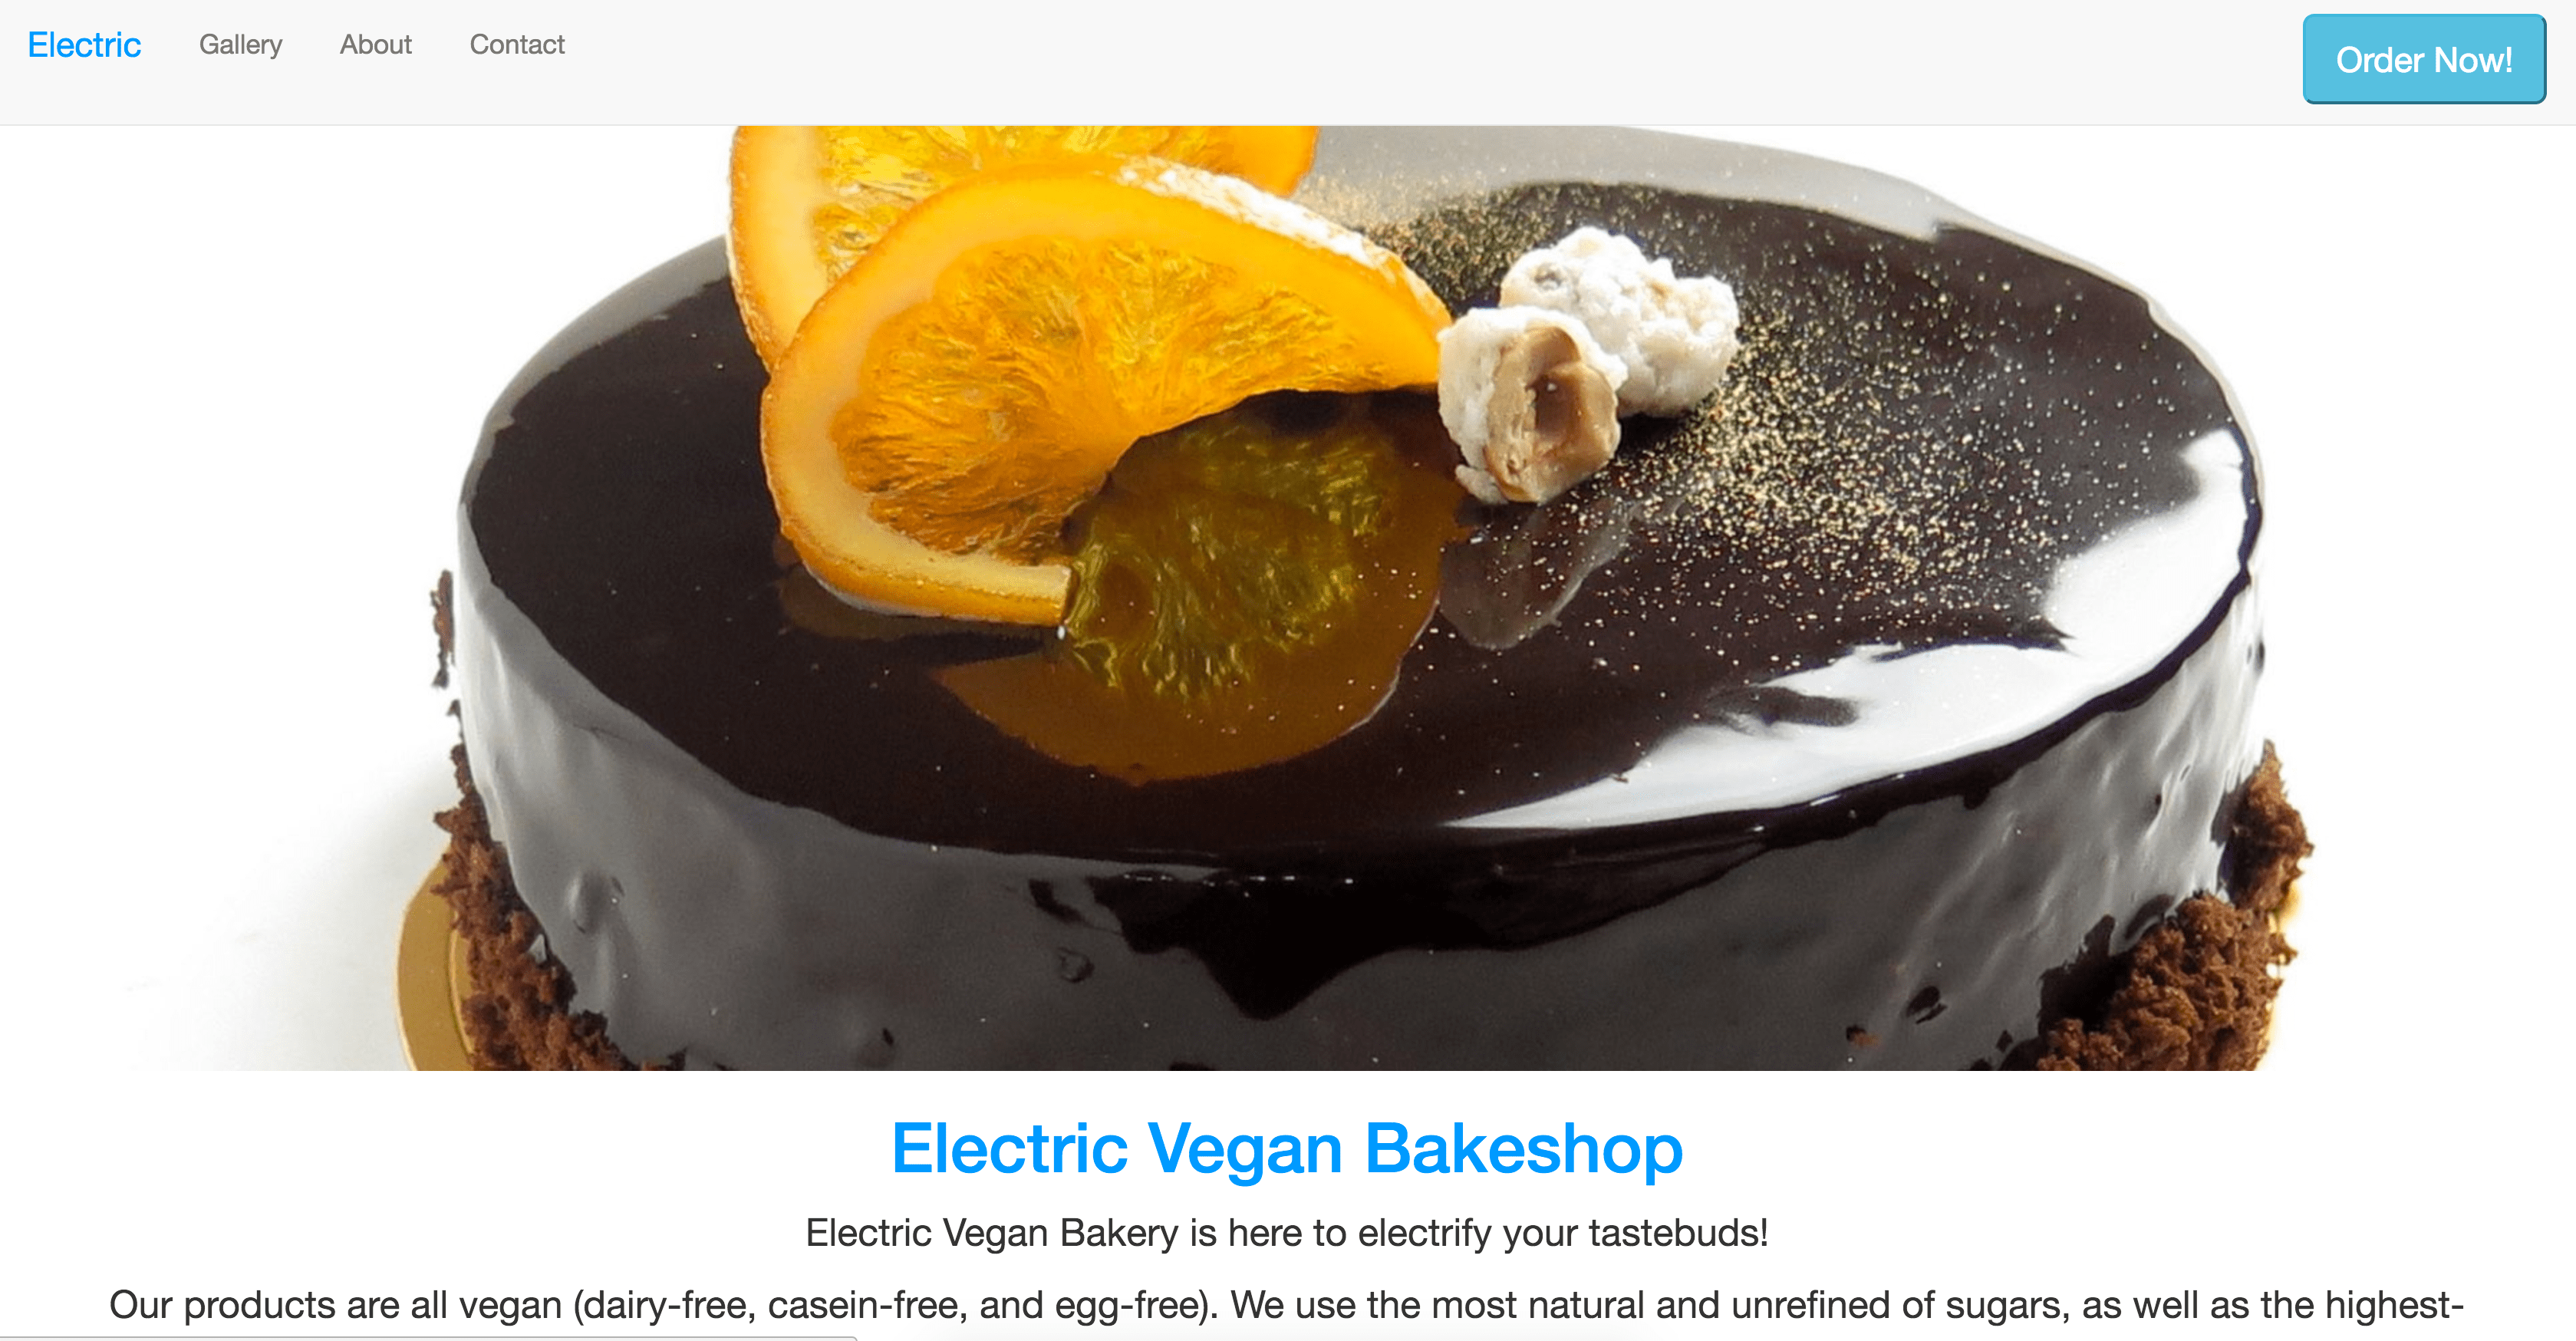 Electric Gallery About Contact Order Now!
Electric Vegan Bakeshop
Electric Vegan Bakery is here to electrify your tastebuds!
Our products are all vegan (dairy-free, casein-free, and egg-free). We use the most natural and unrefined of sugars, as well as the highest-